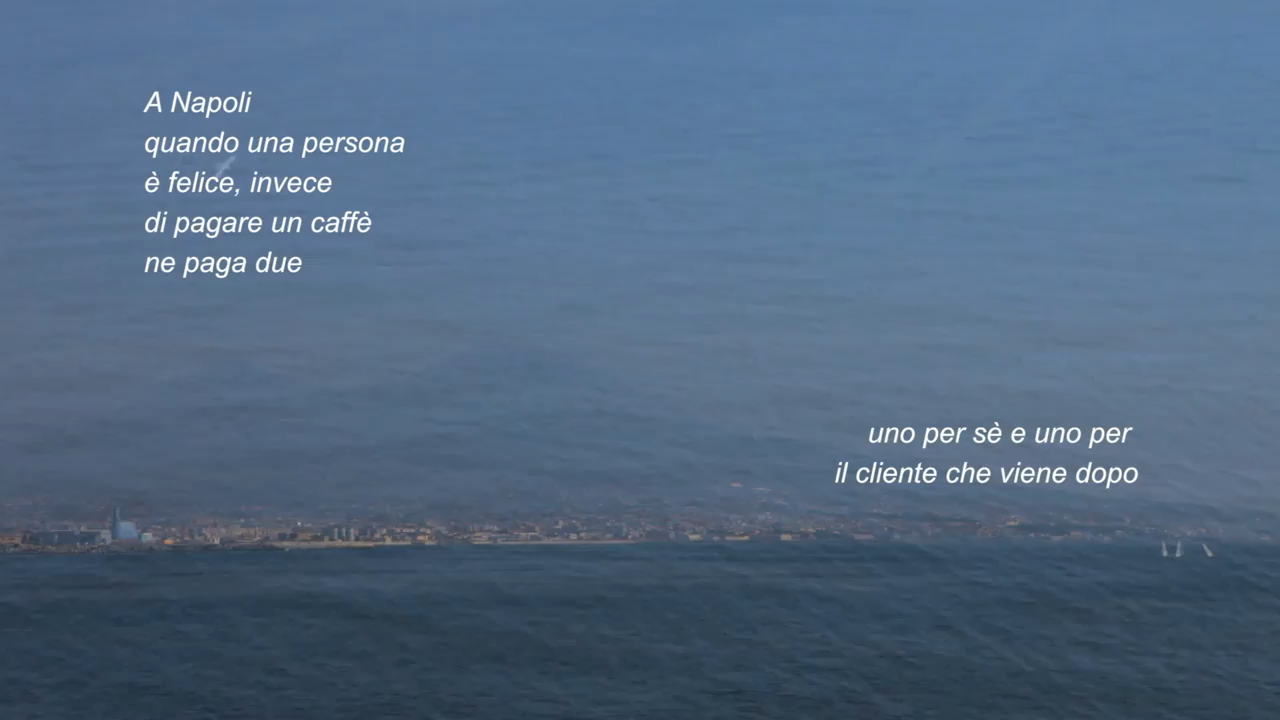 A Napoli
quando una persona
è felice, invece
di pagare un caffè
ne paga due
uno per sè e uno per
il cliente che viene dopo